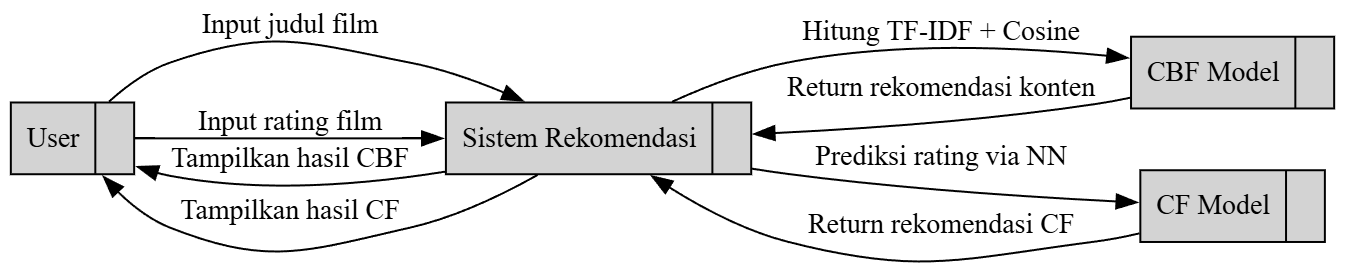 Input judul film
Hitung TF-IDF + Cosine
CBF Model
Return rekomendasi konten
User
Input rating film
Sistem Rekomendasi
Tampilkan hasil CBF
Prediksi rating via NN
CF Model
Tampilkan hasil CF
Return rekomendasi CF